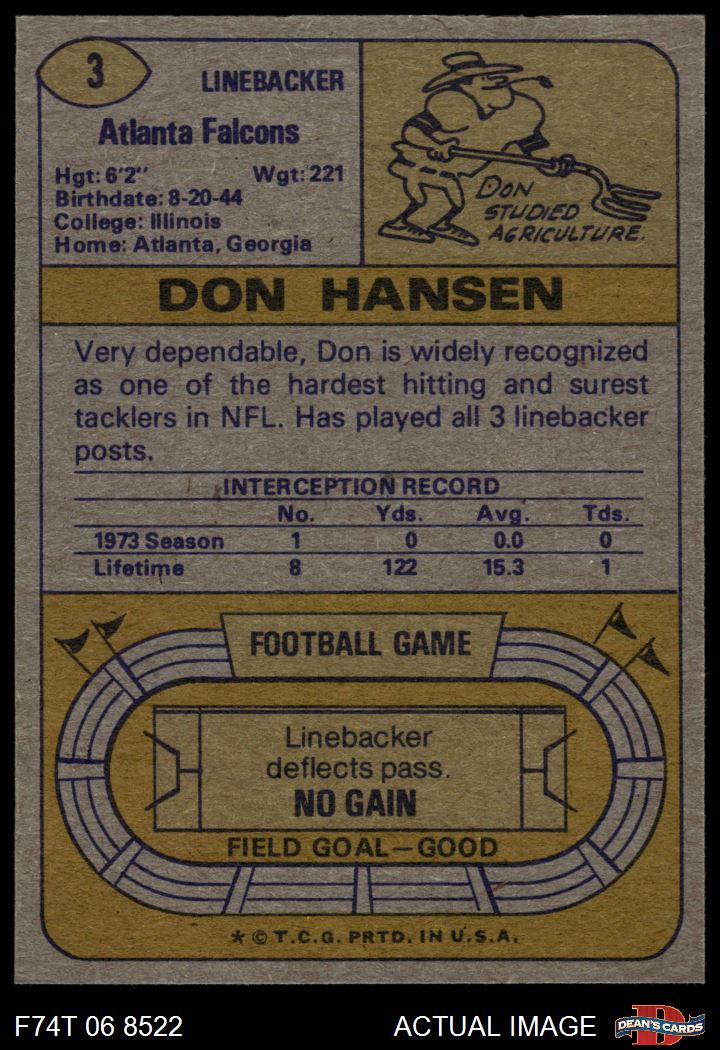 3
LINEBACKER
Atlanta Falcons
Hgt: 6'2" Wgt: 221
Birthdate: 8-20-44
College: Illinois
Home: Atlanta, Georgia
DON STUDIED AGRICULTURE.
DON HANSEN
Very dependable, Don is widely recognized
as one of the hardest hitting and surest
tacklers in NFL. Has played all 3 linebacker
posts.
INTERCEPTION RECORD
No. Yds. Avg. Tds.
1973 Season 1 0 0.0 0
Lifetime 8 122 15.3 1
FOOTBALL GAME
Linebacker
deflects pass.
NO GAIN
FIELD GOAL—GOOD
* © T.C.G. PRTD. IN U.S.A.
F74T 06 8522 ACTUAL IMAGE
D
DEAN'S CARDS